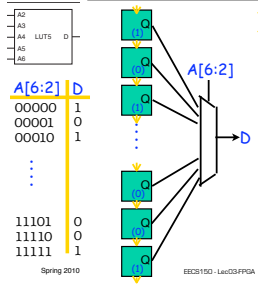 A2
A3
A4 LUT5 D
A5
A6
A[6:2] D
00000 1
00001 0
00010 1
11101 0
11110 0
11111 1
Q
(1)
Q
(0)
Q
(1)
Q
(0)
Q
(0)
Q
(1)
A[6:2]
D
Spring 2010
EECS150 - Lec03-FPGA